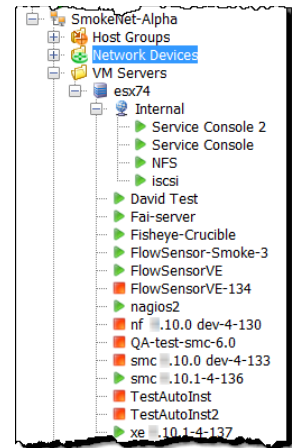 SmokeNet-Alpha
Host Groups
Network Devices
VM Servers
esx74
Internal
Service Console 2
Service Console
NFS
iscsi
David Test
Fai-server
Fisheye-Crucible
FlowSensor-Smoke-3
FlowSensorVE
FlowSensorVE-134
nagios2
nf .10.0 dev-4-130
QA-test-smc-6.0
smc .10.0 dev-4-133
smc .10.1-4-136
TestAutoInst
TestAutoInst2
xe .10.1-4-137